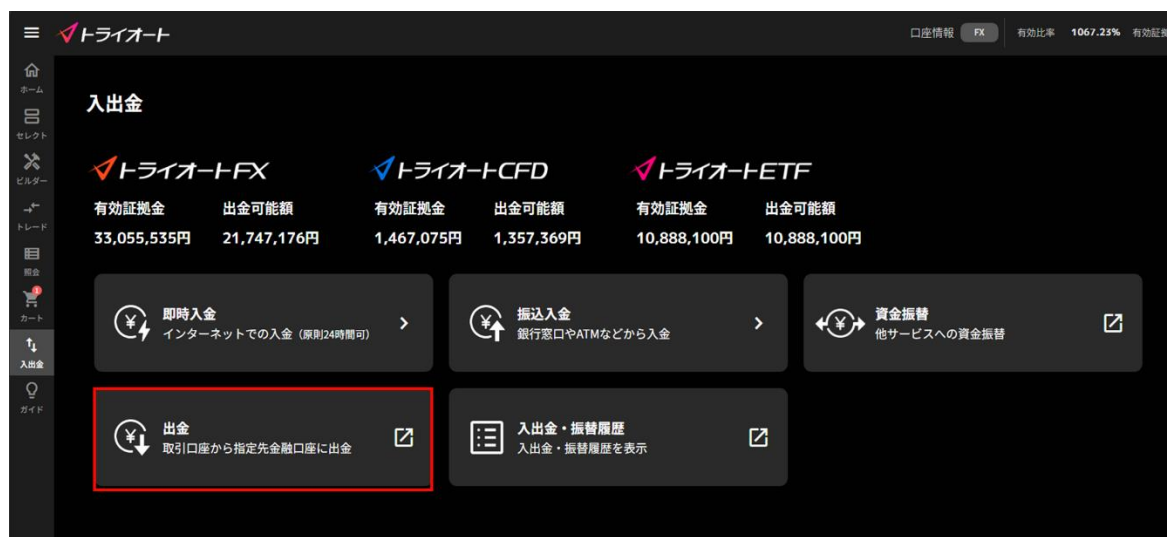 トライオート
口座情報 FX 有効比率 1067.23% 有効証
ホーム
セレクト
ビルダー
トレード
照会
1
カート
入出金
ガイド
入出金
トライオートFX トライオートCFD トライオートETF
有効証拠金 出金可能額 有効証拠金 出金可能額 有効証拠金 出金可能額
33,055,535円 21,747,176円 1,467,075円 1,357,369円 10,888,100円 10,888,100円
即時入金
インターネットでの入金（原則24時間可）
振込入金
銀行窓口やATMなどから入金
資金振替
他サービスへの資金振替
出金
取引口座から指定先金融口座に出金
入出金・振替履歴
入出金・振替履歴を表示